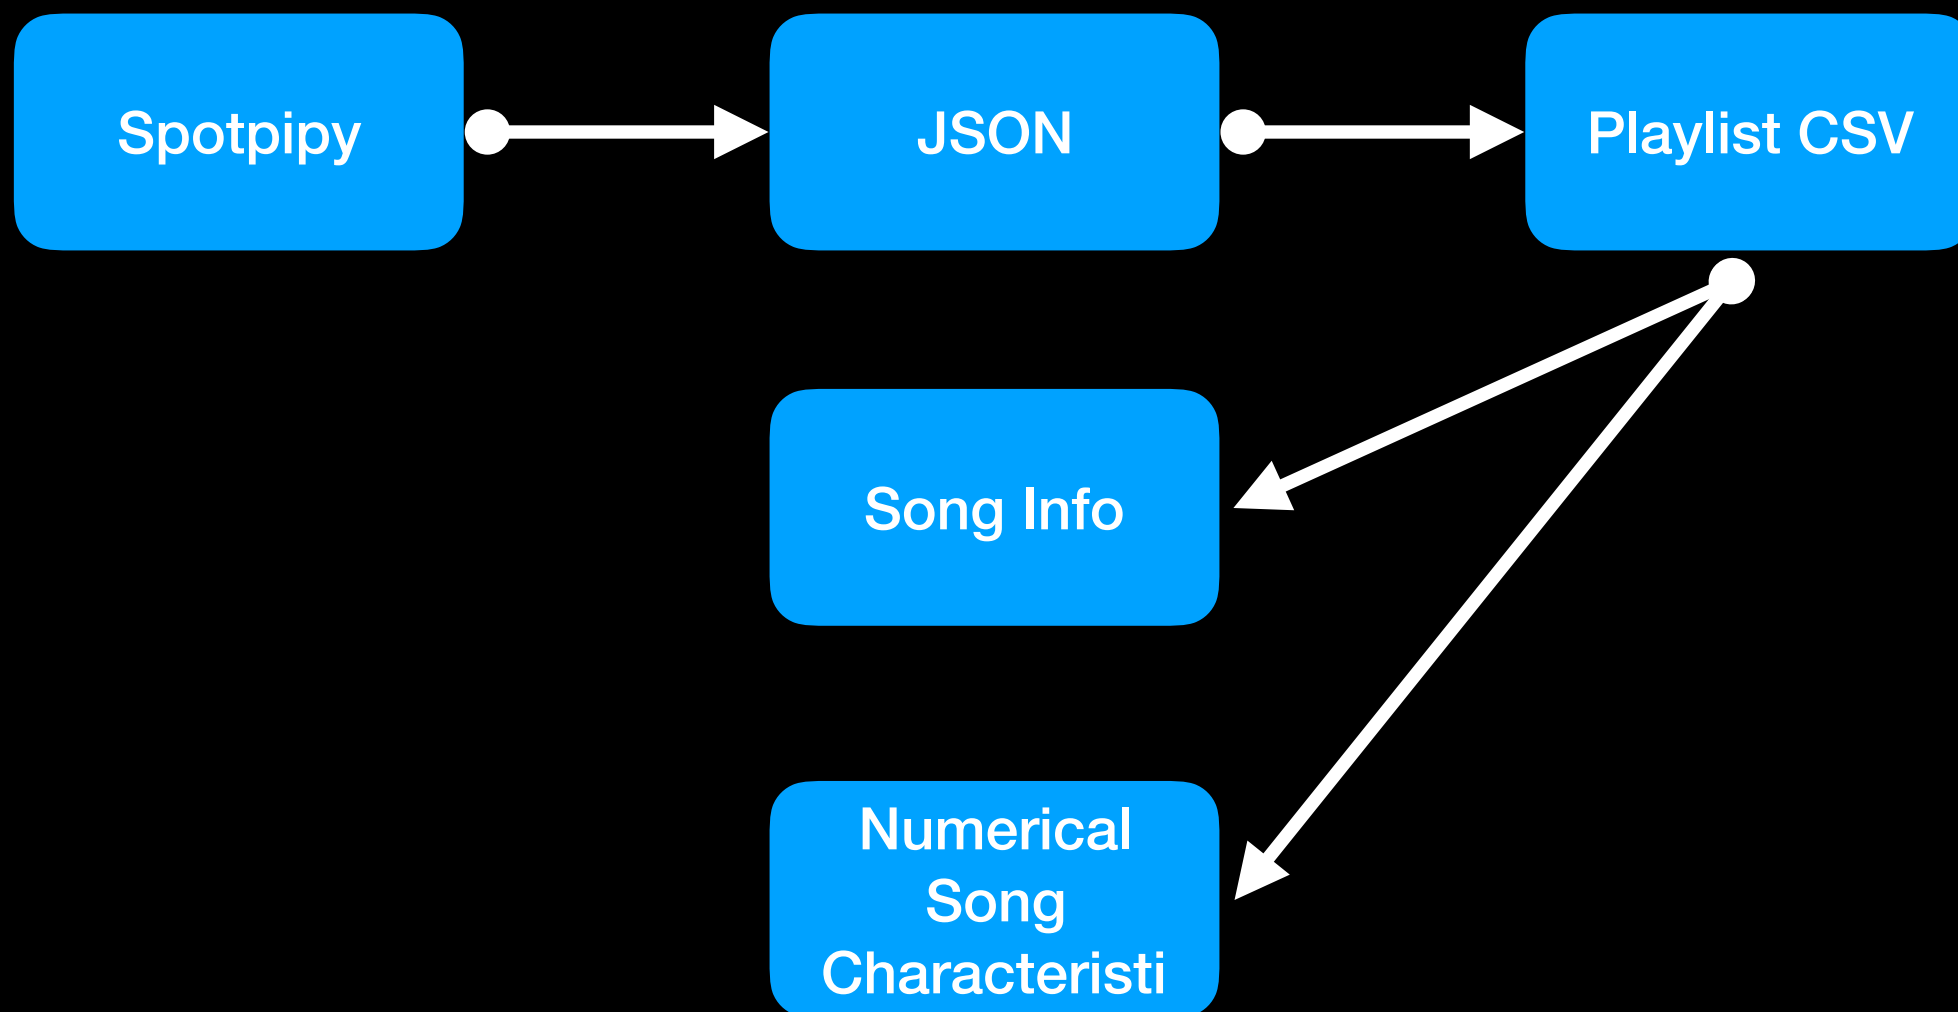 Spotpipy
JSON
Playlist CSV
Song Info
Numerical
Song
Characteristi